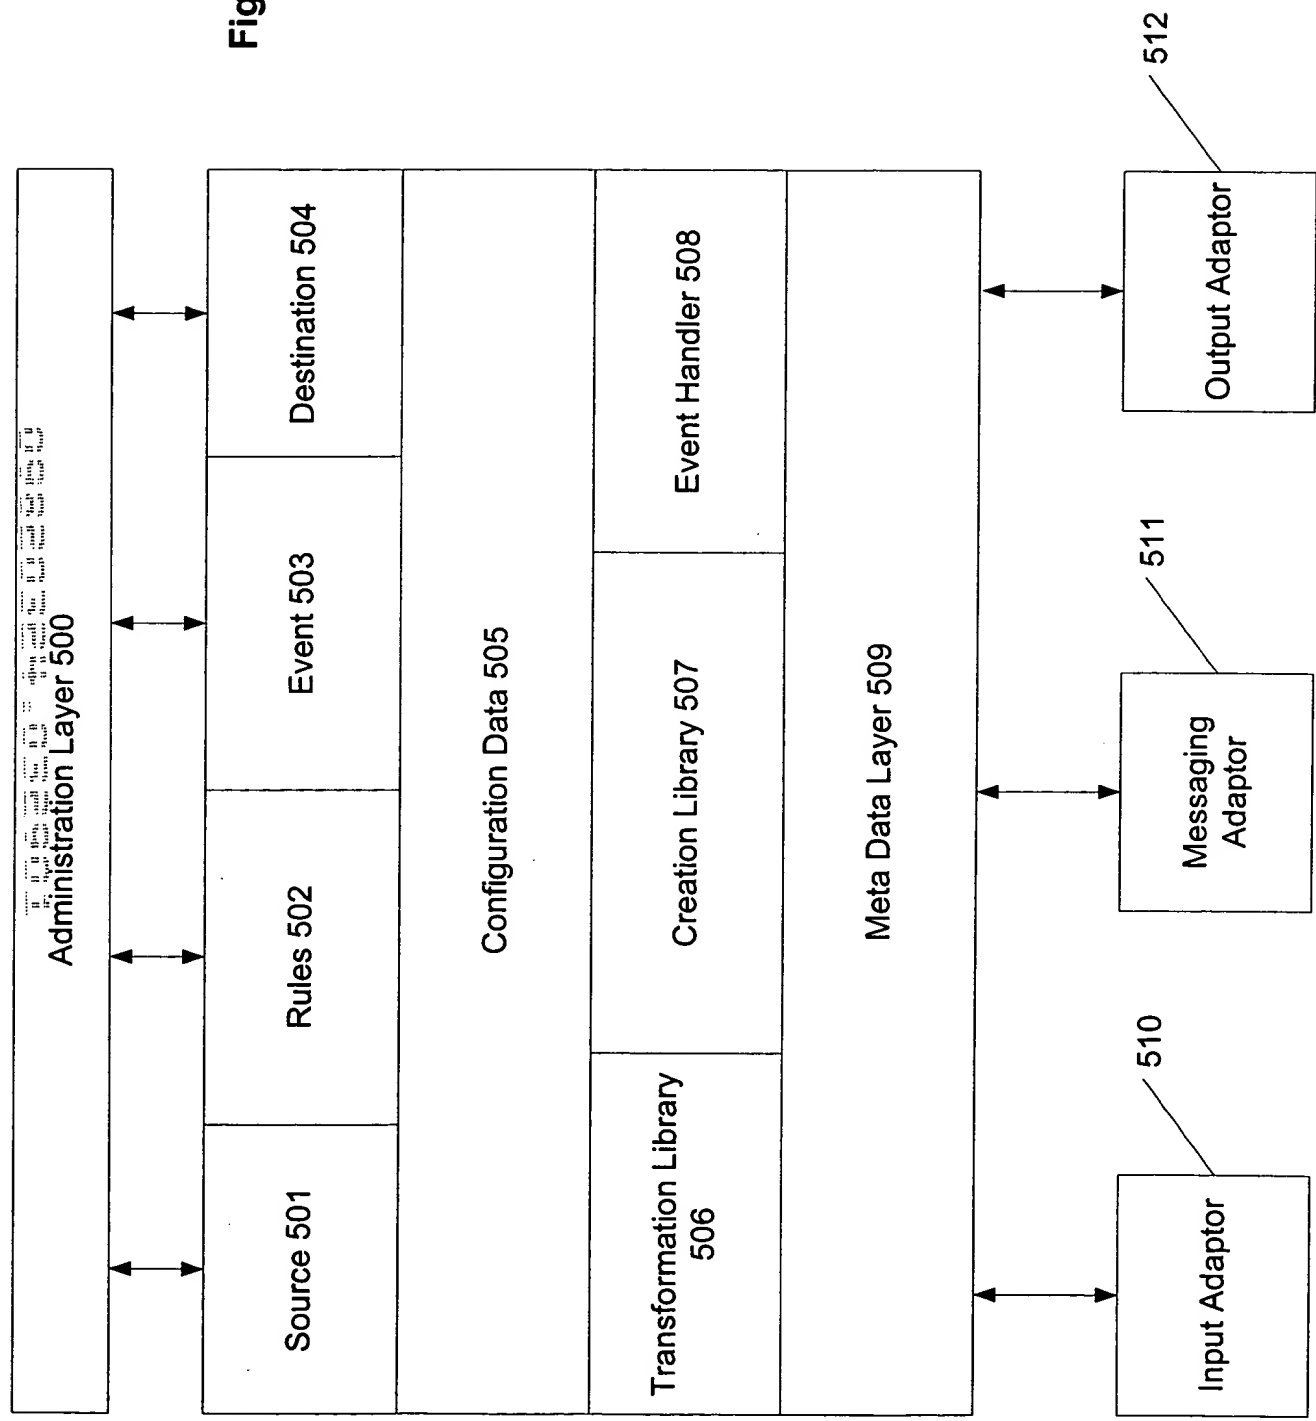 Fig
Administration Layer 500
Source 501
Rules 502
Event 503
Destination 504
Configuration Data 505
Transformation Library
506
Creation Library 507
Event Handler 508
Meta Data Layer 509
510
511
512
Input Adaptor
Messaging
Adaptor
Output Adaptor